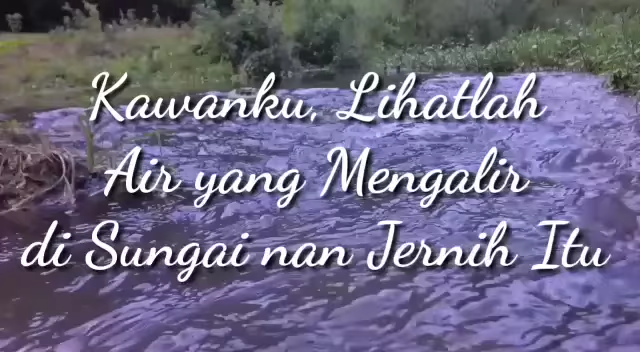 Kawanku, Lihatlah
Air yang Mengalir
di Sungai nan Jernih Itu